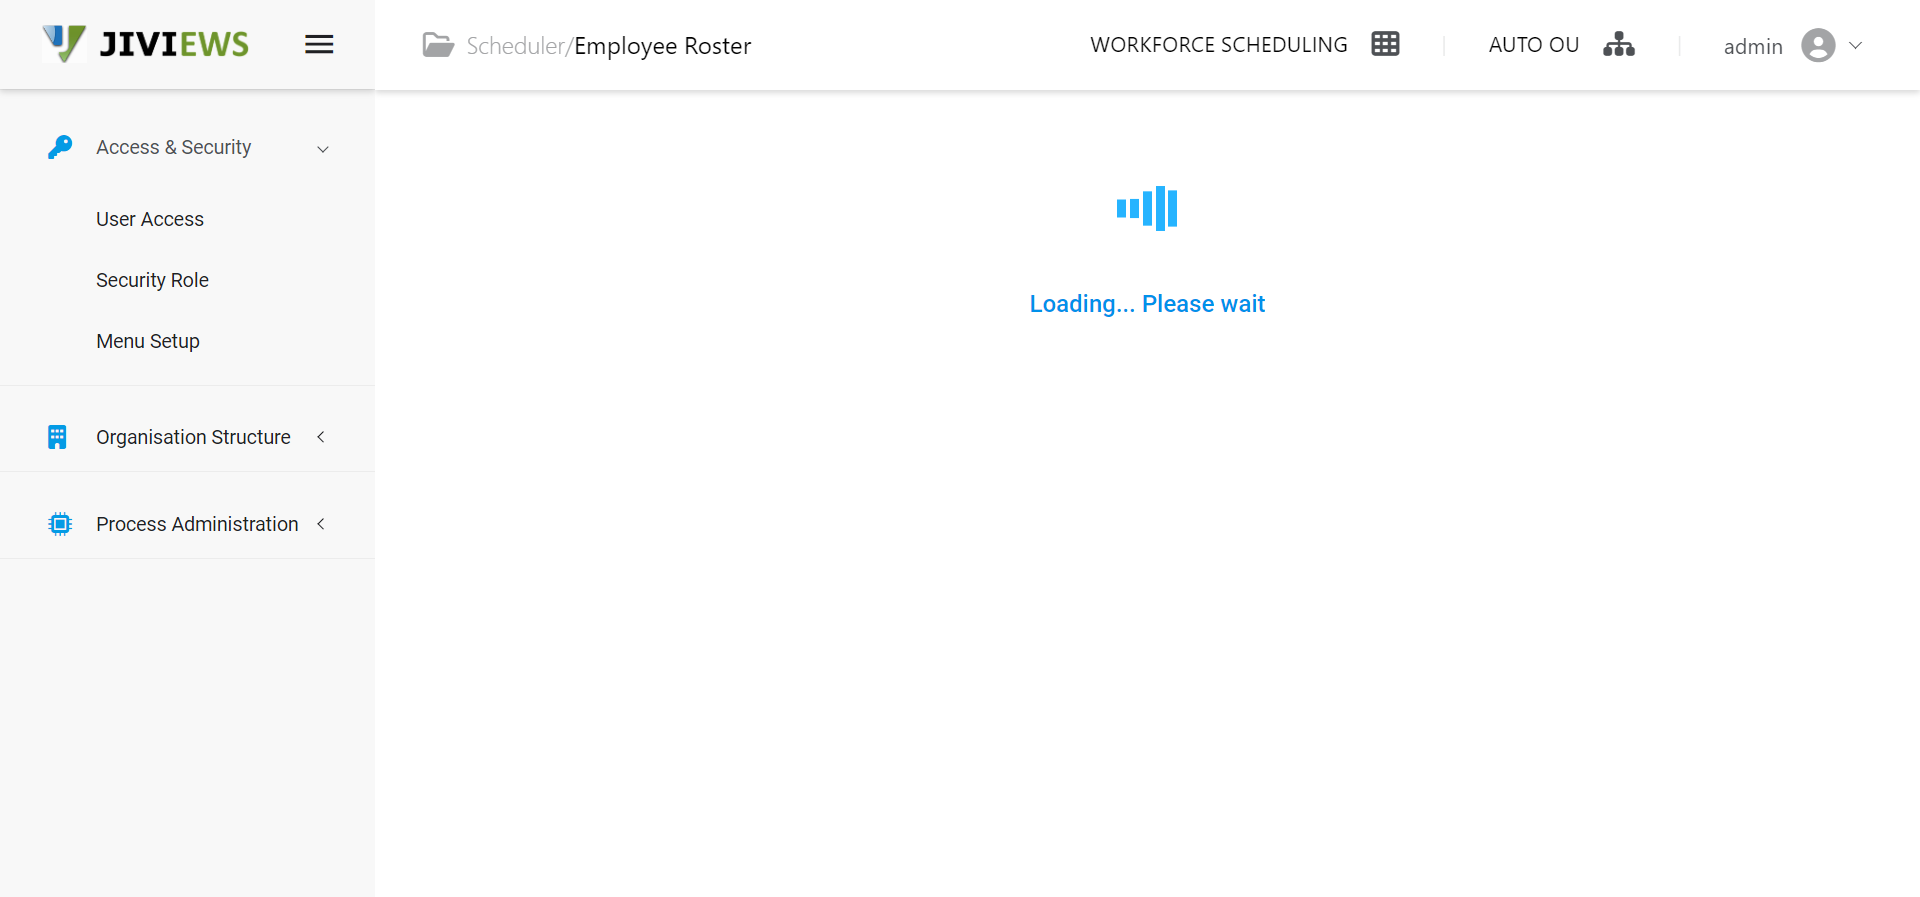 JIVIEWS
Scheduler/Employee Roster
WORKFORCE SCHEDULING
AUTO OU
admin
Access & Security
User Access
Security Role
Menu Setup
Organisation Structure
Process Administration
Loading... Please wait